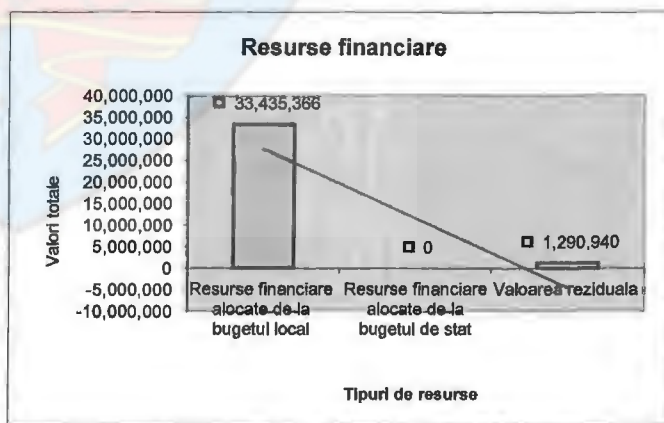 Resurse financiare
Valori totale
40,000,000
35,000,000
30,000,000
25,000,000
20,000,000
15,000,000
10,000,000
5,000,000
0
-5,000,000
-10,000,000
33,435,366
0
1,290,940
Resurse financiare
alocate de la
bugetul local
Resurse financiare
alocate de la
bugetul de stat
Valoarea reziduala
Tipuri de resurse